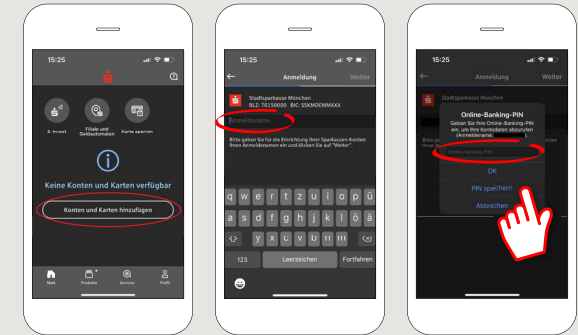 15:25
S-Invest
Filiale und
Geldautomaten
Karte sperren
Keine Konten und Karten verfügbar
Konten und Karten hinzufügen
Start
Produkte
Services
Profil
15:25
Anmeldung
Weiter
Stadtsparkasse München
BLZ: 70150000 BIC: SSKMDEMMXXX
Anmeldename
Bitte geben Sie für die Einrichtung Ihrer Sparkassen-Konten
Ihren Anmeldenamen ein und klicken Sie auf "Weiter".
q w e r t z u i o p ü
a s d f g h j k l ö ä
y x c v b n m
123
Leerzeichen
Fortfahren
15:25
Anmeldung
Weiter
Stadtsparkasse München
Online-Banking-PIN
Geben Sie Ihre Online-Banking-PIN
ein, um Ihre Kontodaten abzurufen
(Anmeldename:
Online-Banking-PIN
OK
PIN speichern
Abbrechen